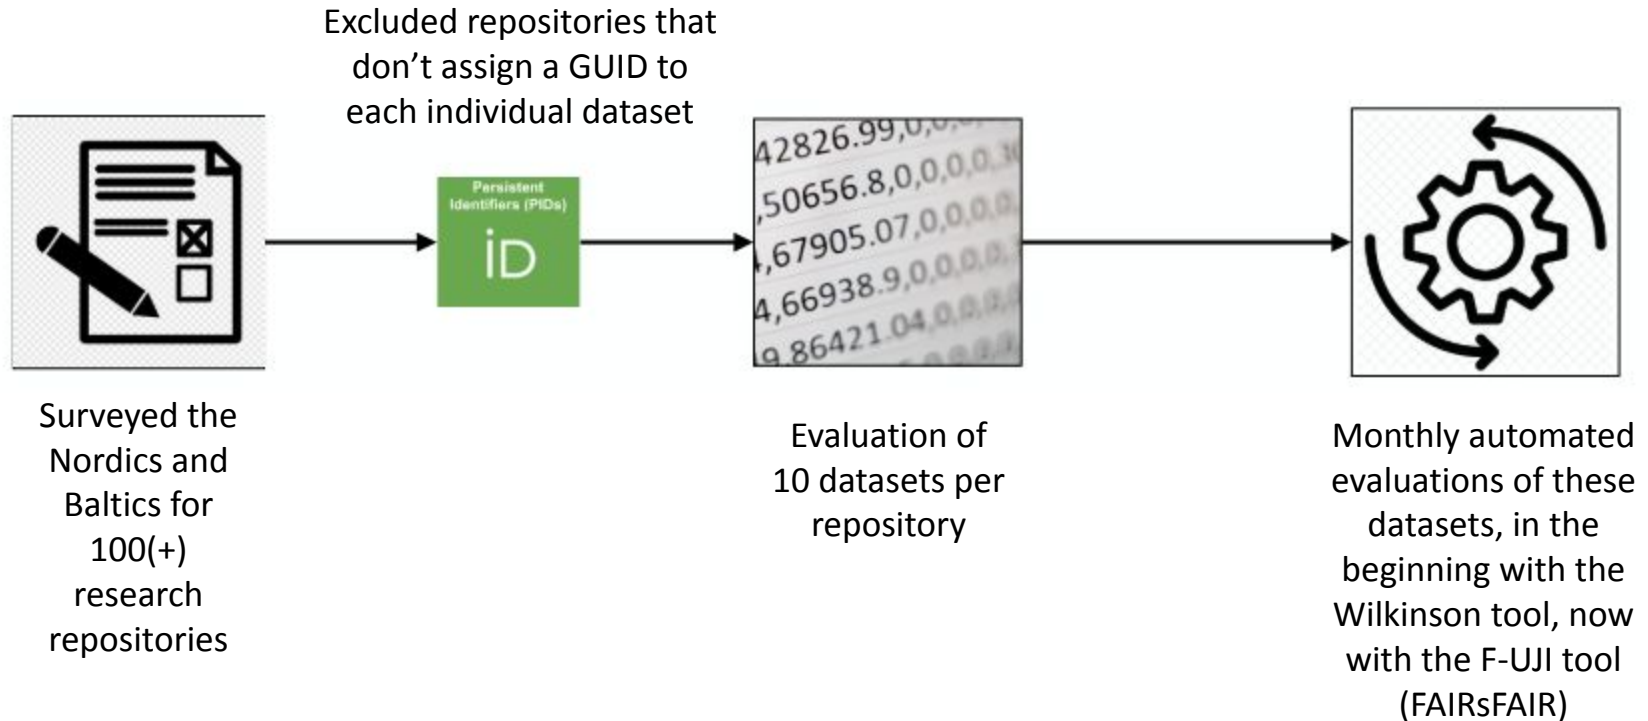 Excluded repositories that
don’t assign a GUID to
each individual dataset
Persistent
Identifiers (PIDs)
iD
42826.99,0,0,
,50656.8,0,0,0,0,
,67905.07,0,0,0,0,
4,66938.9,0,0,0,0,
9,86421.04,0,0,0,
Surveyed the
Nordics and
Baltics for
100(+)
research
repositories
Evaluation of
10 datasets per
repository
Monthly automated
evaluations of these
datasets, in the
beginning with the
Wilkinson tool, now
with the F-UJI tool
(FAIRsFAIR)